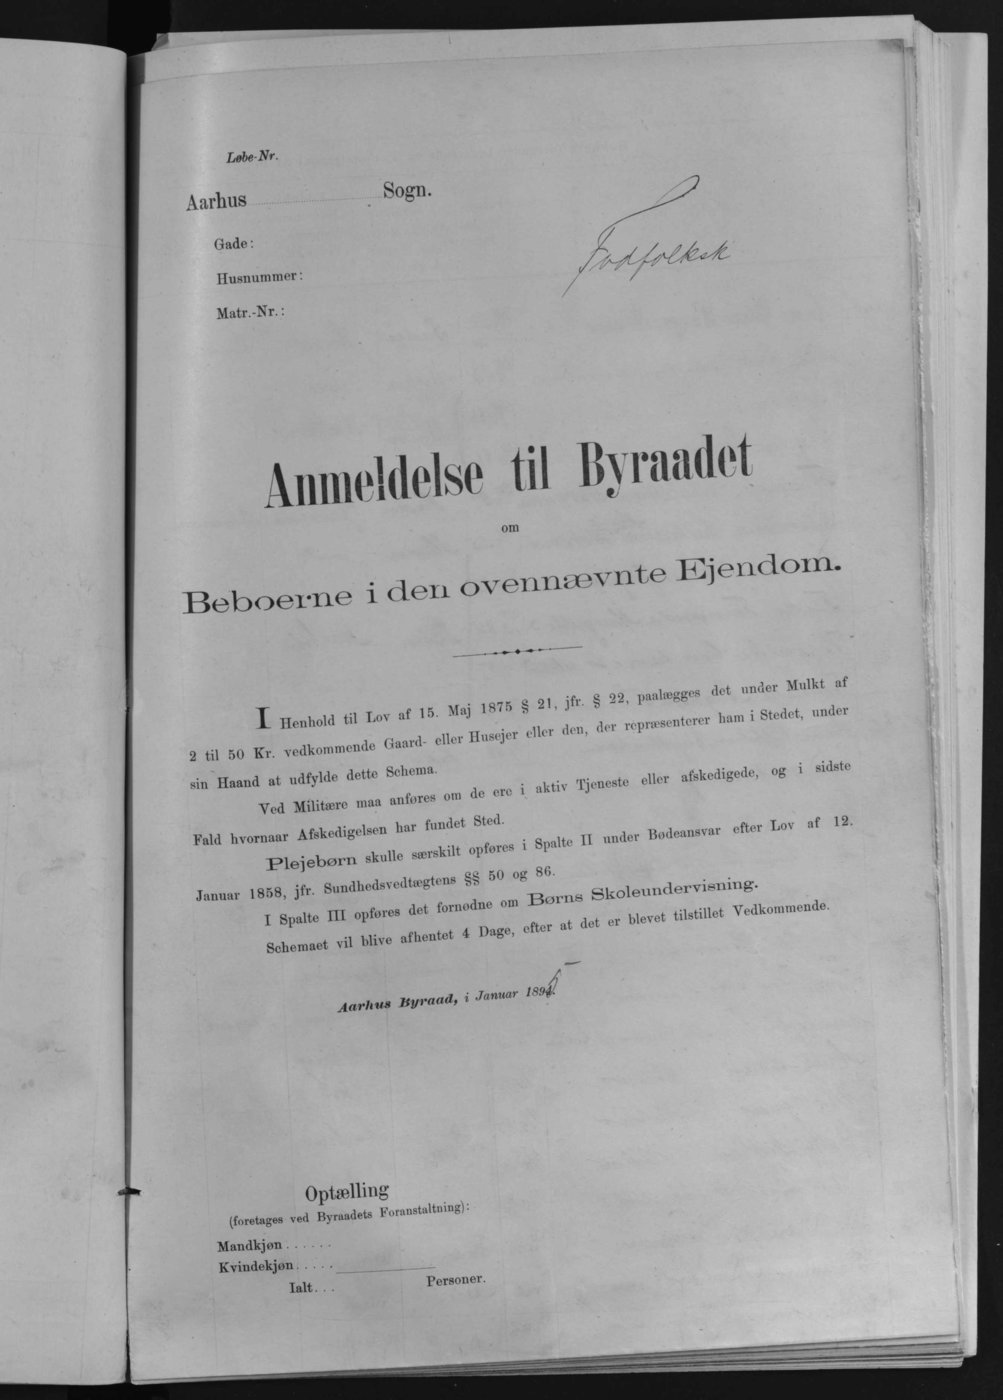 Løbe-Nr.
Aarhus Sogn.
Gade:
Fodfolksk
Husnummer:
Matr.-Nr.:
Anmeldelse til Byraadet
om
Beboerne i den ovennævnte Ejendom.
I Henhold til Lov af 15. Maj 1875 § 21, jfr. § 22, paalægges det under Mulkt af
2 til 50 Kr. vedkommende Gaard- eller Husejer eller den, der repræsenterer ham i Stedet, under
sin Haand at udfylde dette Schema.
Ved Militære maa anføres om de ere i aktiv Tjeneste eller afskedigede, og i sidste
Fald hvornaar Afskedigelsen har fundet Sted.
Plejebørn skulle særskilt opføres i Spalte II under Bødeansvar efter Lov af 12.
Januar 1858, jfr. Sundhedsvedtægtens §§ 50 og 86.
I Spalte III opføres det fornødne om Børns Skoleundervisning.
Schemaet vil blive afhentet 4 Dage, efter at det er blevet tilstillet Vedkommende.
Aarhus Byraad, i Januar 1895.
Optælling
(foretages ved Byraadets Foranstaltning):
Mandkjøn......
Kvindekjøn.....
Ialt... Personer.